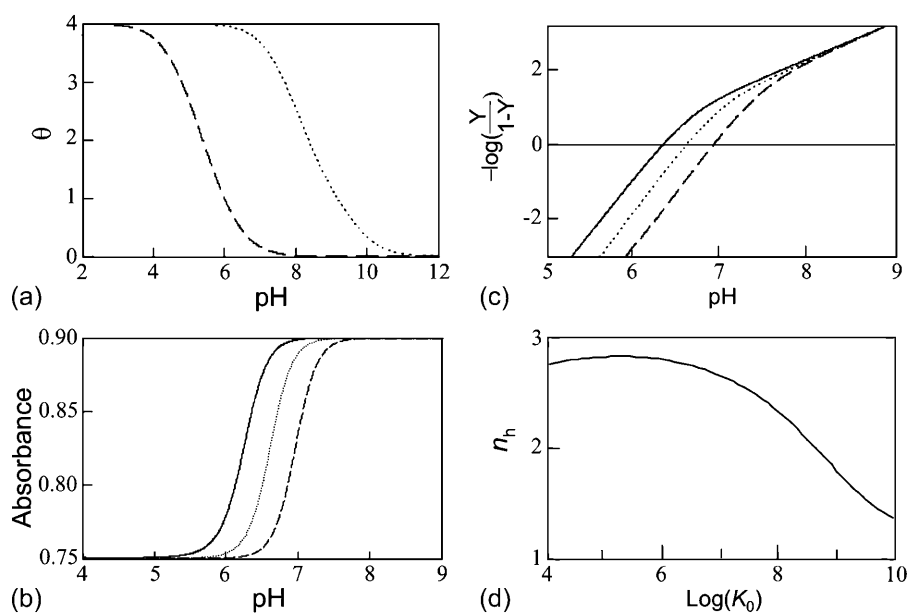 4
3
θ 2
1
0
2 4 6 8 10 12
(a) pH
2
–log(Y/1-Y) 0
-2
5 6 7 8 9
(c) pH
0.90
0.85
Absorbance
0.80
0.75
4 5 6 7 8 9
(b) pH
3
n_h 2
1
4 6 8 10
(d) Log(K_0)